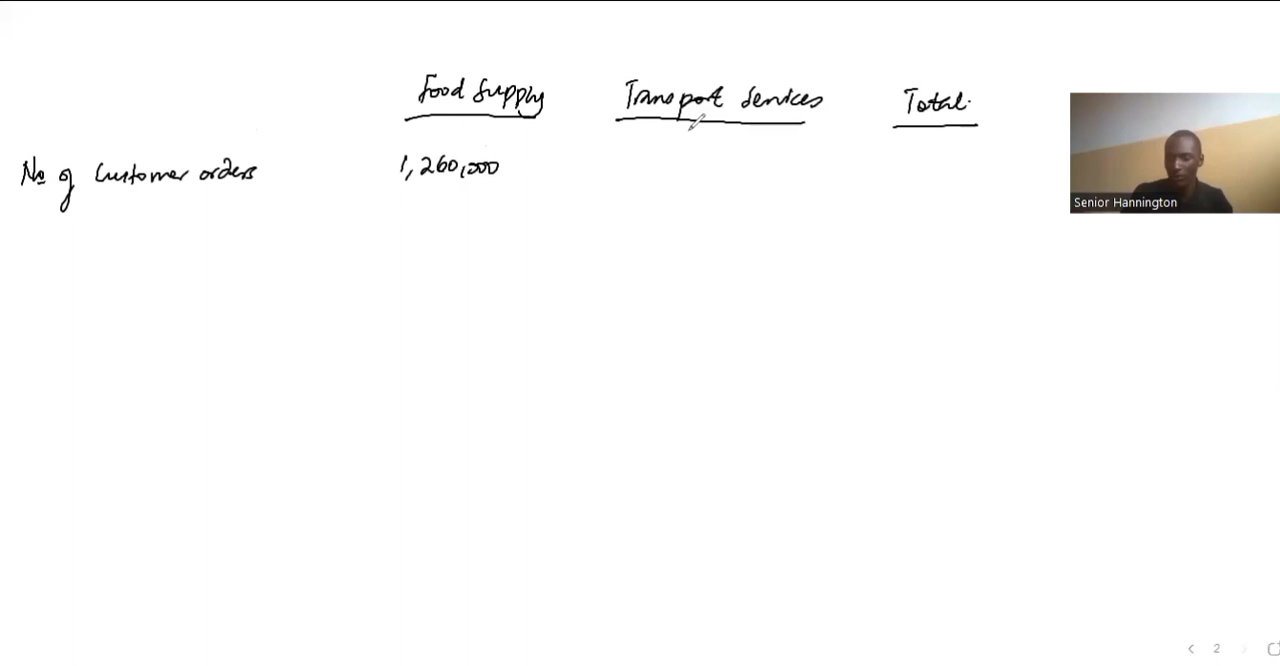 Food Supply Transport Services Total.
№ of Customer orders 1,260,000
Senior Hannington
2